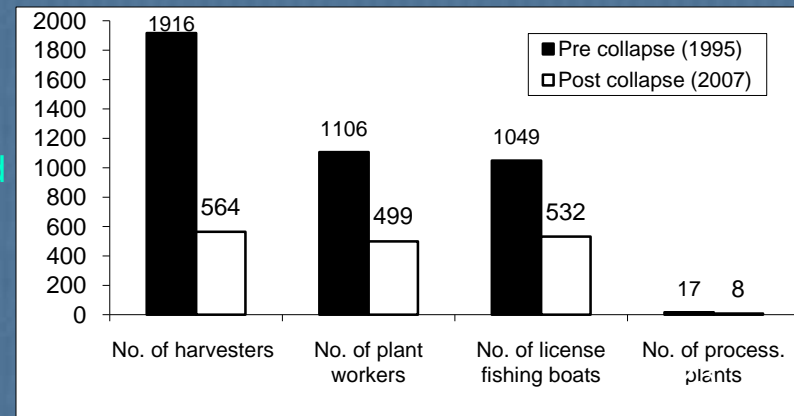 2000
1800
1600
1400
1200
1000
800
600
400
200
0
1916
564
1106
499
1049
532
17
8
Pre collapse (1995)
Post collapse (2007)
No. of harvesters
No. of plant
workers
No. of license
fishing boats
No. of process.
plants